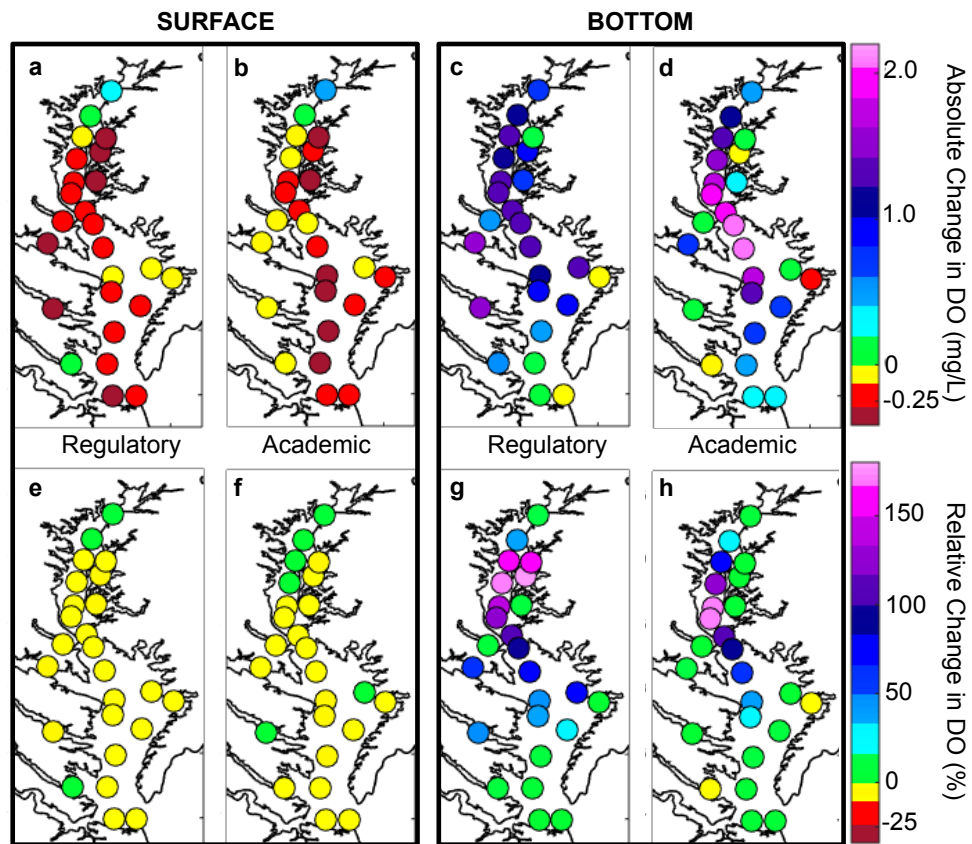 SURFACE BOTTOM
a b c d
2.0
1.0
0
-0.25
Absolute Change in DO (mg/L)
Regulatory Academic Regulatory Academic
e f g h
150
100
50
0
-25
Relative Change in DO (%)